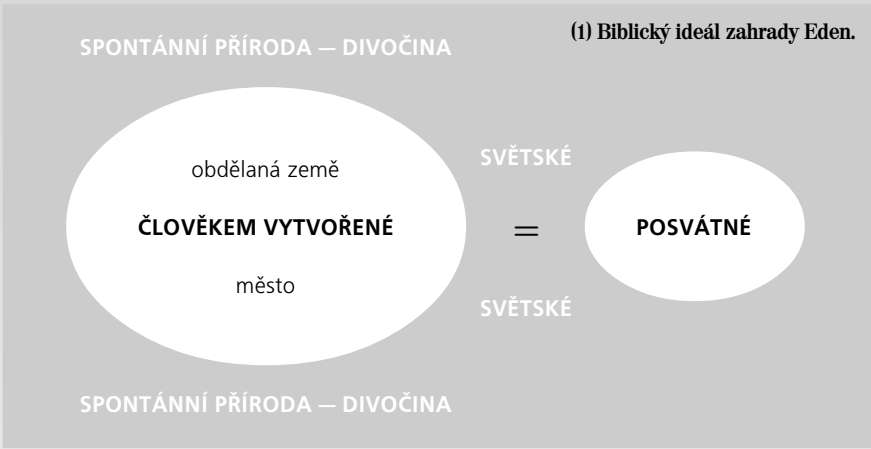 (1) Biblický ideál zahrady Eden.
SPONTÁNNÍ PŘÍRODA — DIVOČINA
obdělaná země
ČLOVĚKEM VYTVOŘENÉ
město
SVĚTSKÉ
=
SVĚTSKÉ
POSVÁTNÉ
SPONTÁNNÍ PŘÍRODA — DIVOČINA